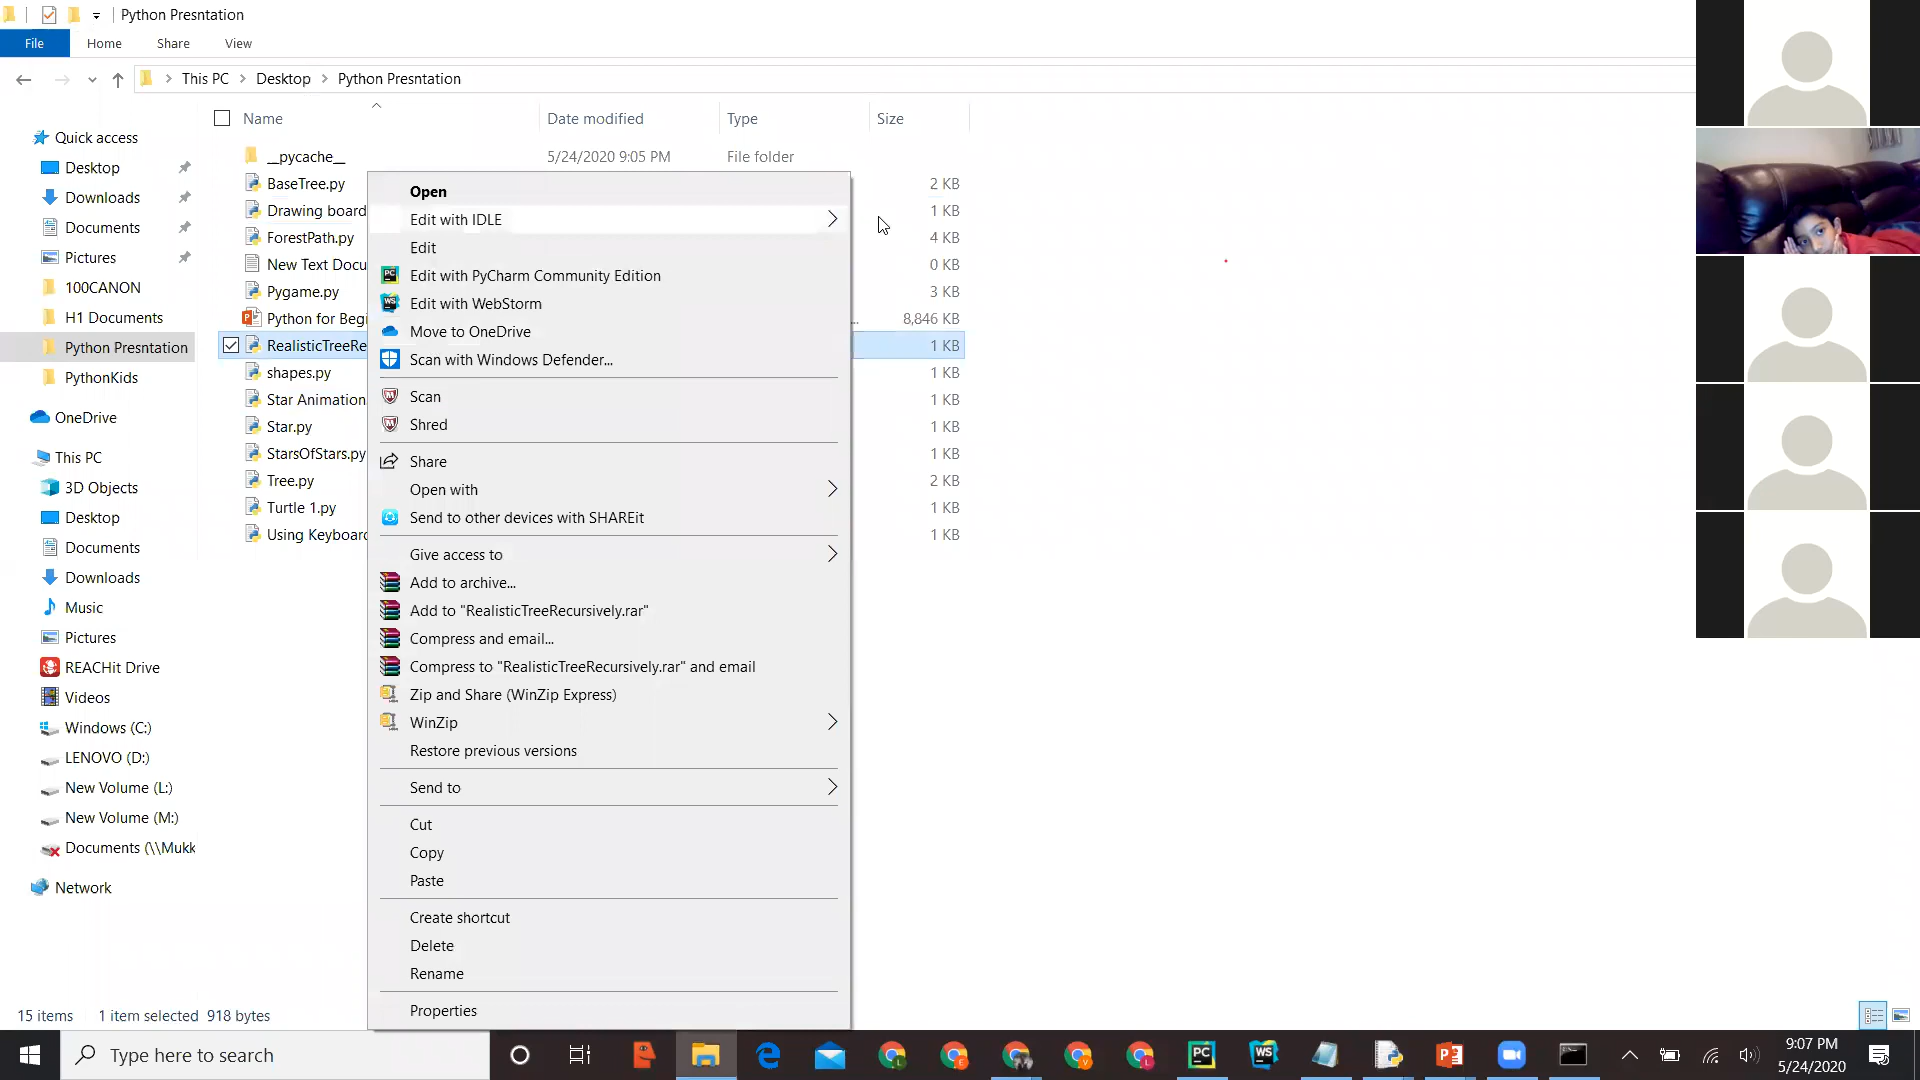 Python Presntation
File Home Share View
This PC Desktop Python Presntation
Name Date modified Type Size
Quick access
Desktop
Downloads
Documents
Pictures
100CANON
H1 Documents
Python Presntation
PythonKids
OneDrive
This PC
3D Objects
Desktop
Documents
Downloads
Music
Pictures
REACHit Drive
Videos
Windows (C:)
LENOVO (D:)
New Volume (L:)
New Volume (M:)
Documents (\\Mukk
Network
__pycache__ 5/24/2020 9:05 PM File folder
BaseTree.py 2 KB
Drawing board 1 KB
ForestPath.py 4 KB
New Text Docu 0 KB
Pygame.py 3 KB
Python for Begi ... 8,846 KB
RealisticTreeRe 1 KB
shapes.py 1 KB
Star Animation. 1 KB
Star.py 1 KB
StarsOfStars.py 1 KB
Tree.py 2 KB
Turtle 1.py 1 KB
Using Keyboard 1 KB
Open
Edit with IDLE
Edit
Edit with PyCharm Community Edition
Edit with WebStorm
Move to OneDrive
Scan with Windows Defender...
Scan
Shred
Share
Open with
Send to other devices with SHAREit
Give access to
Add to archive...
Add to "RealisticTreeRecursively.rar"
Compress and email...
Compress to "RealisticTreeRecursively.rar" and email
Zip and Share (WinZip Express)
WinZip
Restore previous versions
Send to
Cut
Copy
Paste
Create shortcut
Delete
Rename
Properties
15 items 1 item selected 918 bytes
Type here to search
9:07 PM
5/24/2020